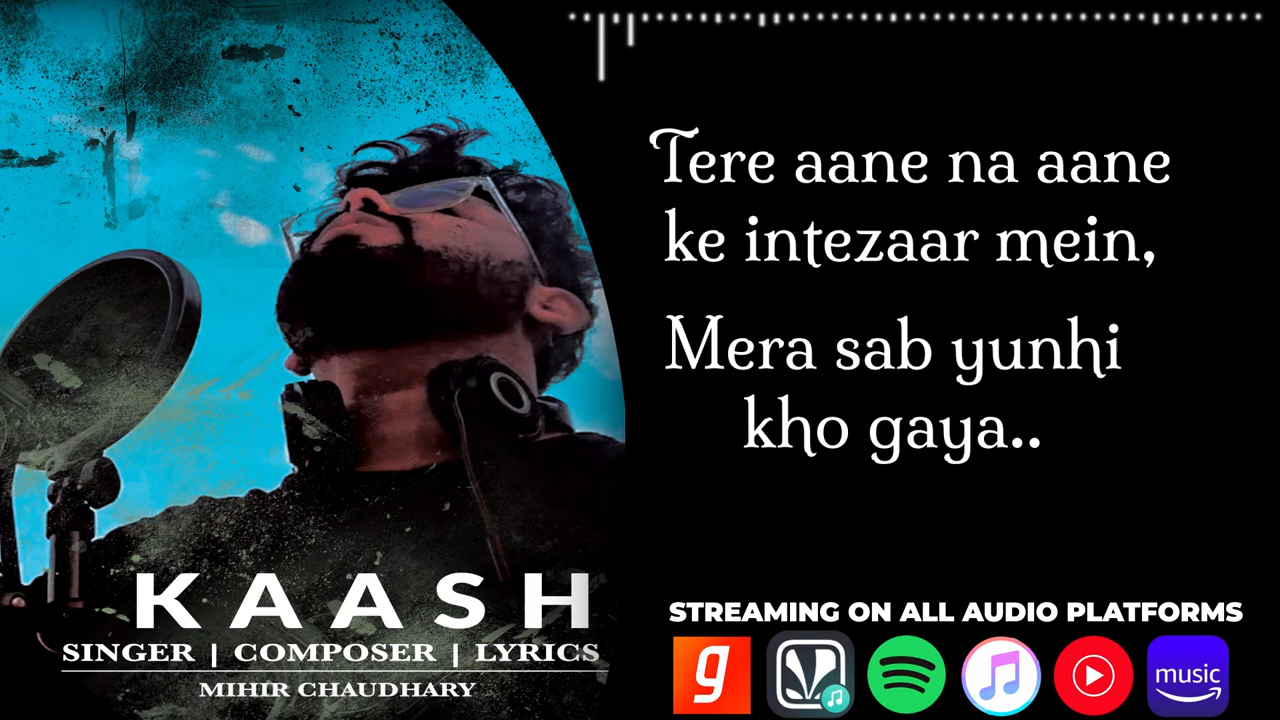 Tere aane na aane
ke intezaar mein,
Mera sab yunhi
kho gaya..
KAASH
SINGER | COMPOSER | LYRICS
MIHIR CHAUDHARY
STREAMING ON ALL AUDIO PLATFORMS
g
music